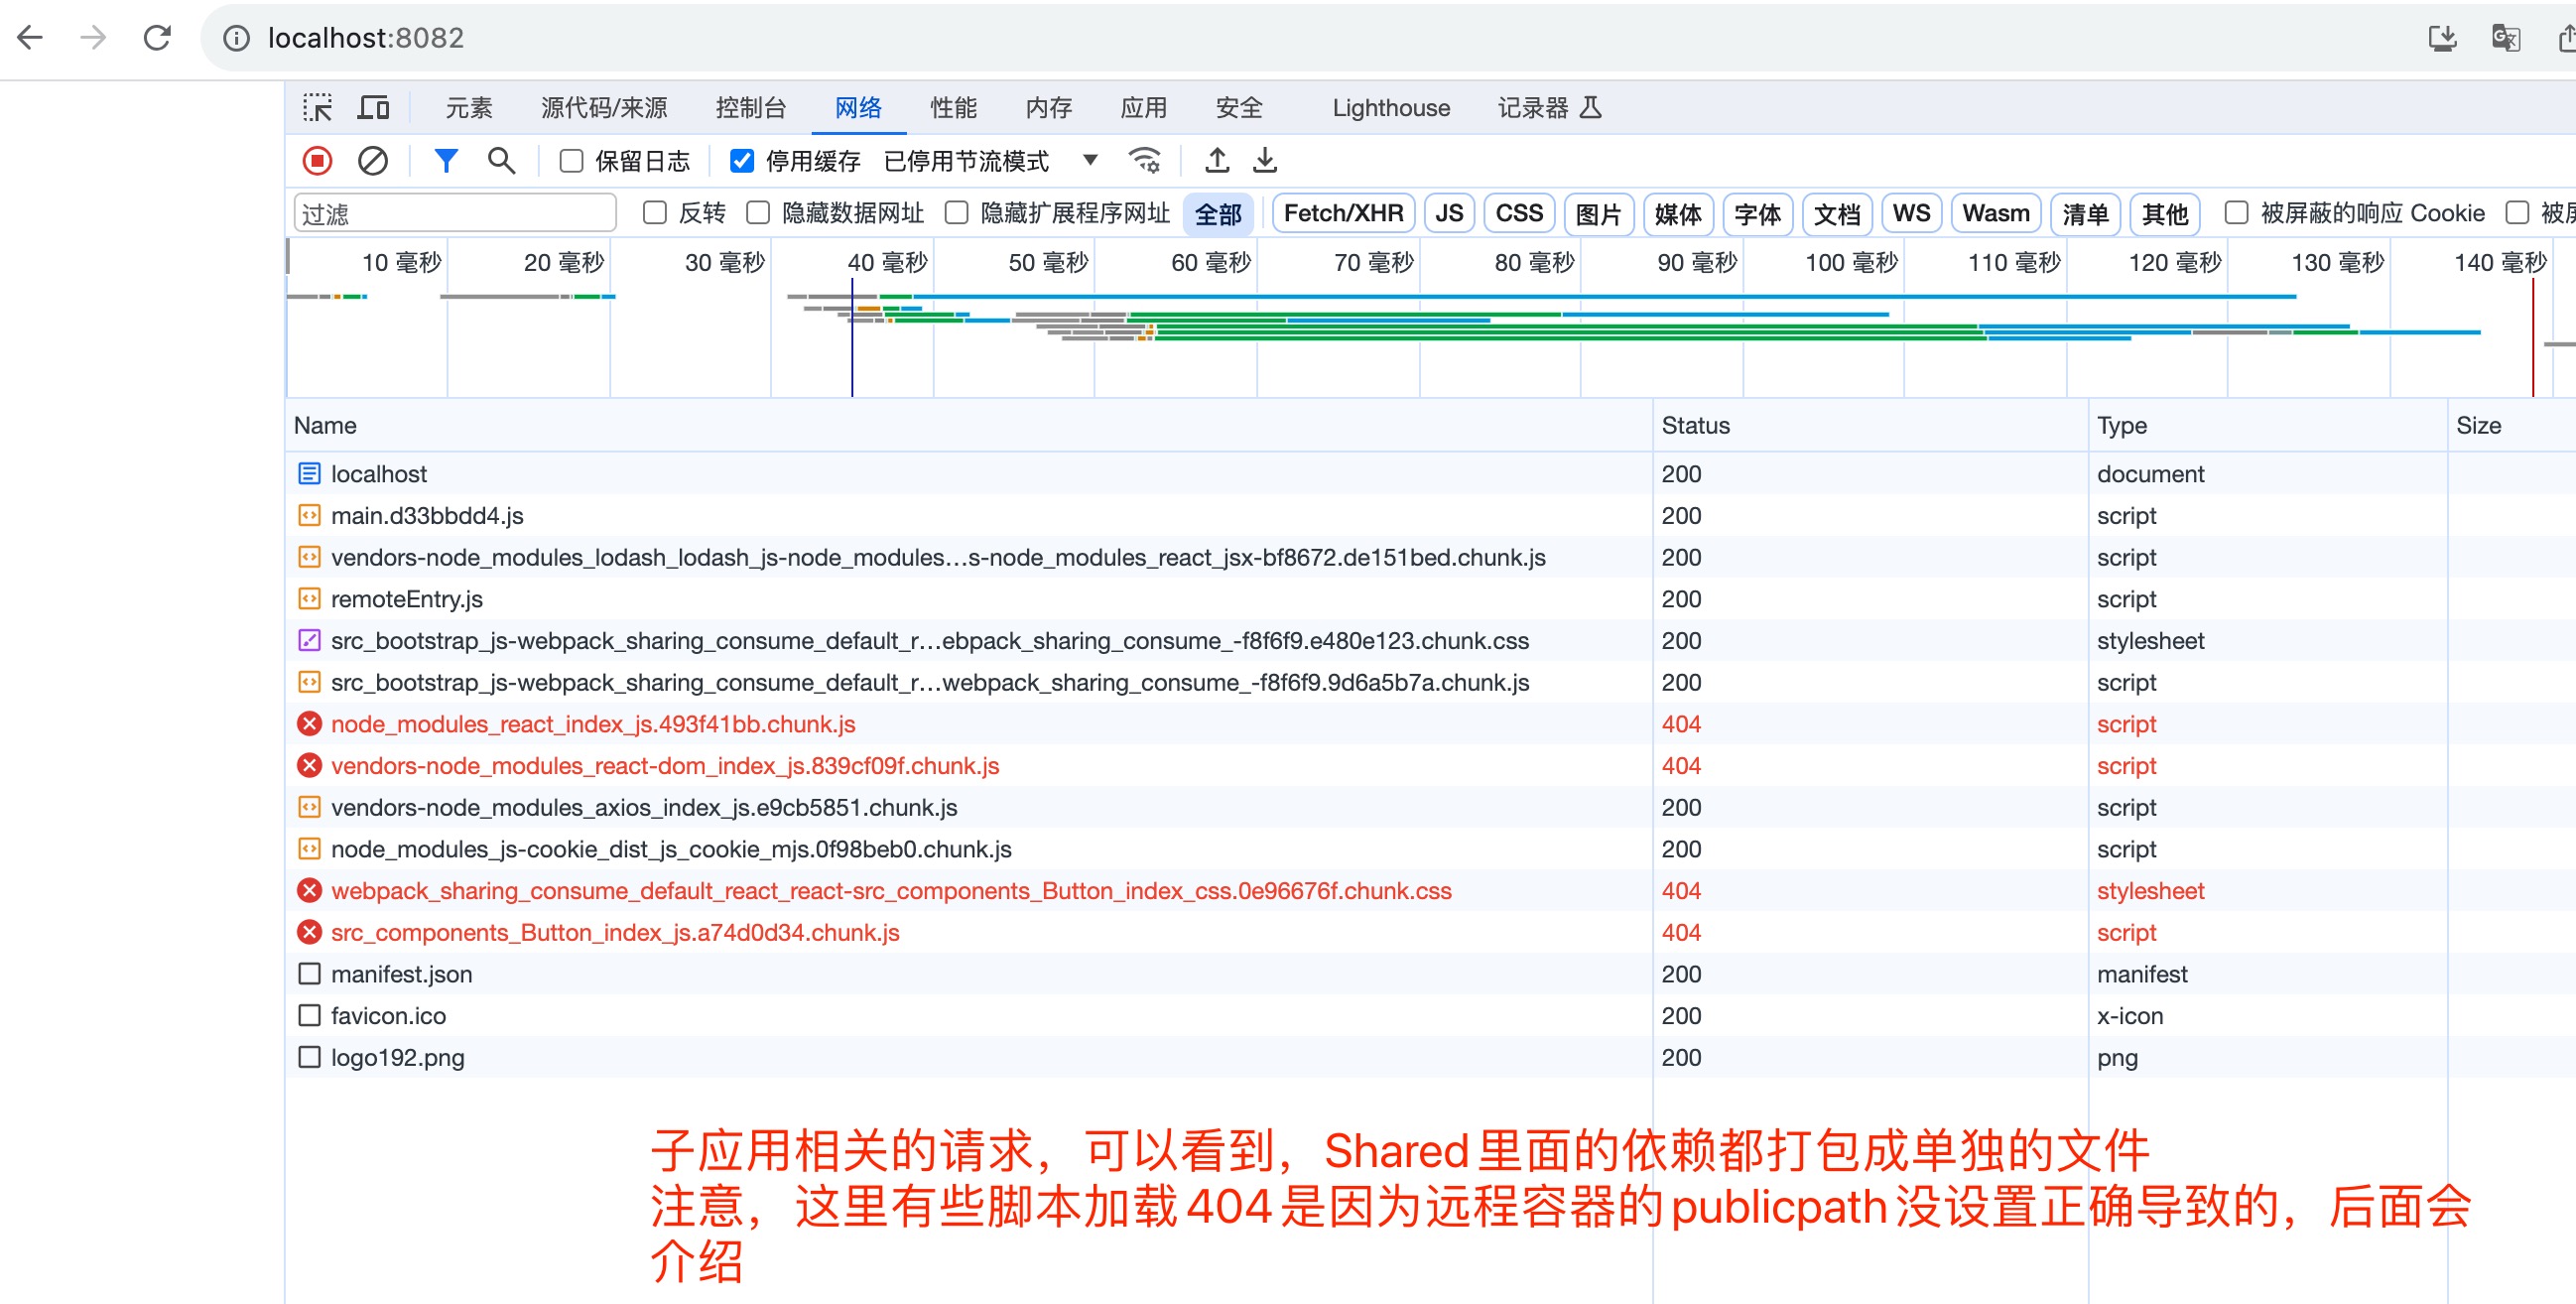 localhost:8082
元素 源代码/来源 控制台 网络 性能 内存 应用 安全 Lighthouse 记录器
保留日志 停用缓存 已停用节流模式
过滤 反转 隐藏数据网址 隐藏扩展程序网址 全部 Fetch/XHR JS CSS 图片 媒体 字体 文档 WS Wasm 清单 其他 被屏蔽的响应 Cookie
10 毫秒 20 毫秒 30 毫秒 40 毫秒 50 毫秒 60 毫秒 70 毫秒 80 毫秒 90 毫秒 100 毫秒 110 毫秒 120 毫秒 130 毫秒 140 毫秒
Name Status Type Size
localhost 200 document
main.d33bbdd4.js 200 script
vendors-node_modules_lodash_lodash_js-node_modules…s-node_modules_react_jsx-bf8672.de151bed.chunk.js 200 script
remoteEntry.js 200 script
src_bootstrap_js-webpack_sharing_consume_default_r…ebpack_sharing_consume_-f8f6f9.e480e123.chunk.css 200 stylesheet
src_bootstrap_js-webpack_sharing_consume_default_r…webpack_sharing_consume_-f8f6f9.9d6a5b7a.chunk.js 200 script
node_modules_react_index_js.493f41bb.chunk.js 404 script
vendors-node_modules_react-dom_index_js.839cf09f.chunk.js 404 script
vendors-node_modules_axios_index_js.e9cb5851.chunk.js 200 script
node_modules_js-cookie_dist_js_cookie_mjs.0f98beb0.chunk.js 200 script
webpack_sharing_consume_default_react_react-src_components_Button_index_css.0e96676f.chunk.css 404 stylesheet
src_components_Button_index_js.a74d0d34.chunk.js 404 script
manifest.json 200 manifest
favicon.ico 200 x-icon
logo192.png 200 png
子应用相关的请求，可以看到，Shared里面的依赖都打包成单独的文件
注意，这里有些脚本加载404是因为远程容器的publicpath没设置正确导致的，后面会
介绍